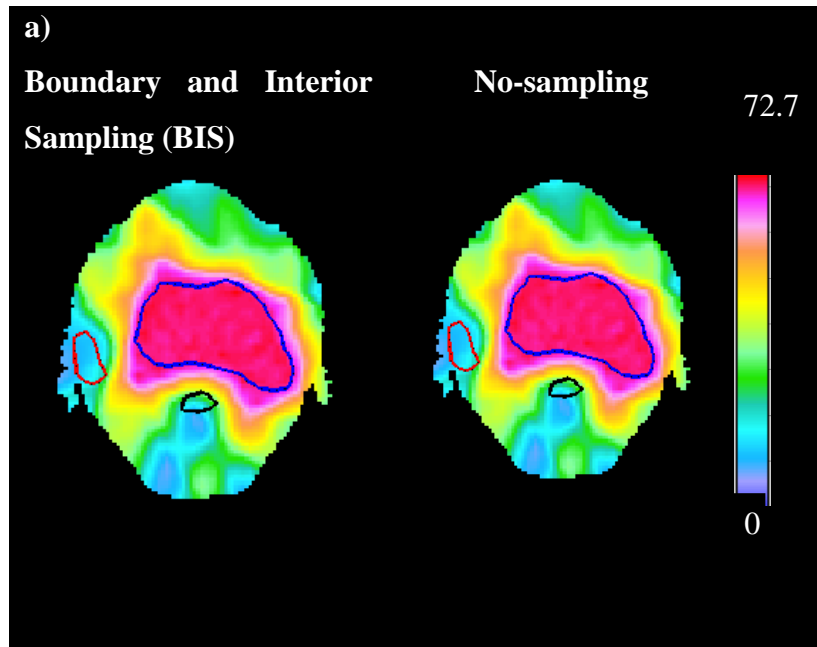 a)
Boundary and Interior
Sampling (BIS)
No-sampling
72.7
0